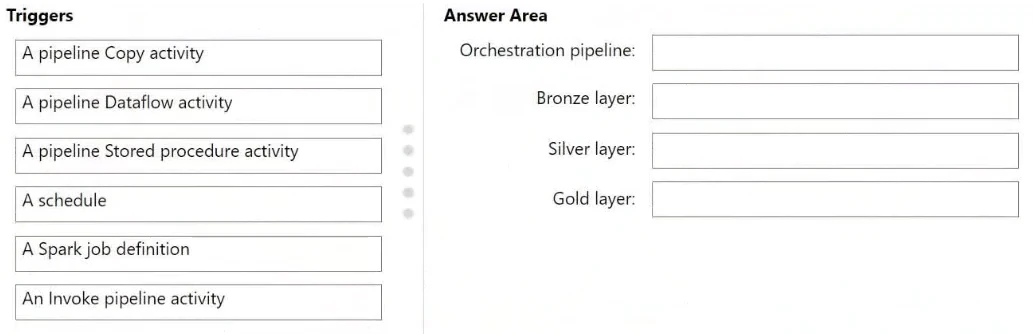 Triggers
A pipeline Copy activity
A pipeline Dataflow activity
A pipeline Stored procedure activity
A schedule
A Spark job definition
An Invoke pipeline activity
Answer Area
Orchestration pipeline:
Bronze layer:
Silver layer:
Gold layer: